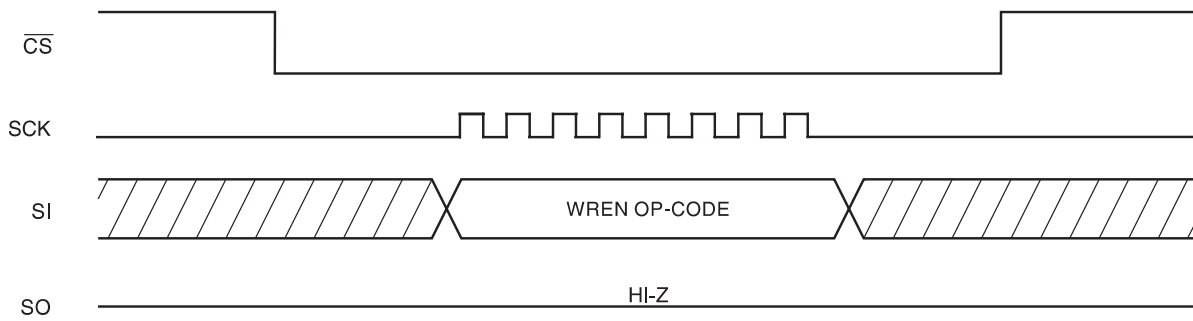 CS
SCK
SI
WREN OP-CODE
SO
HI-Z